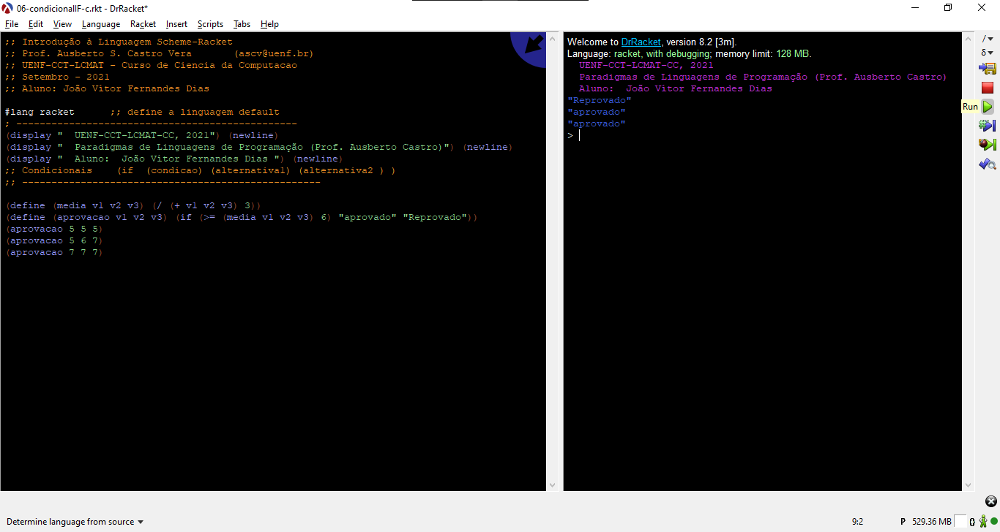 06-condicionalIF-c.rkt - DrRacket*
File Edit View Language Racket Insert Scripts Tabs Help
;; Introdução à Linguagem Scheme-Racket
;; Prof. Ausberto S. Castro Vera       (ascv@uenf.br)
;; UENF-CCT-LCMAT - Curso de Ciencia da Computacao
;; Setembro - 2021
;; Aluno: João Vítor Fernandes Dias
#lang racket      ;; define a linguagem default
; ------------------------------------------------
(display "  UENF-CCT-LCMAT-CC, 2021") (newline)
(display "  Paradigmas de Linguagens de Programação (Prof. Ausberto Castro)") (newline)
(display "  Aluno:  João Vítor Fernandes Dias ") (newline)
;; Condicionais    (if  (condicao) (alternativa1) (alternativa2 ) )
;; ---------------------------------------------------
(define (media v1 v2 v3) (/ (+ v1 v2 v3) 3))
(define (aprovacao v1 v2 v3) (if (>= (media v1 v2 v3) 6) "aprovado" "Reprovado"))
(aprovacao 5 5 5)
(aprovacao 5 6 7)
(aprovacao 7 7 7)
Welcome to DrRacket, version 8.2 [3m].
Language: racket, with debugging; memory limit: 128 MB.
  UENF-CCT-LCMAT-CC, 2021
  Paradigmas de Linguagens de Programação (Prof. Ausberto Castro)
  Aluno:  João Vítor Fernandes Dias
"Reprovado"
"aprovado"
"aprovado"
>
/
δ
Run
Determine language from source
9:2
P 529.36 MB